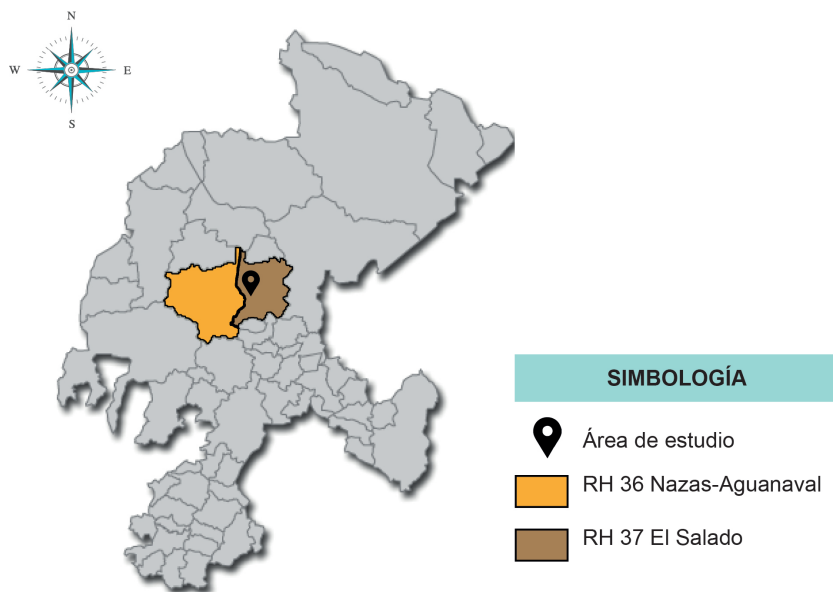 N
W
E
S
SIMBOLOGÍA
Área de estudio
RH 36 Nazas-Aguanaval
RH 37 El Salado